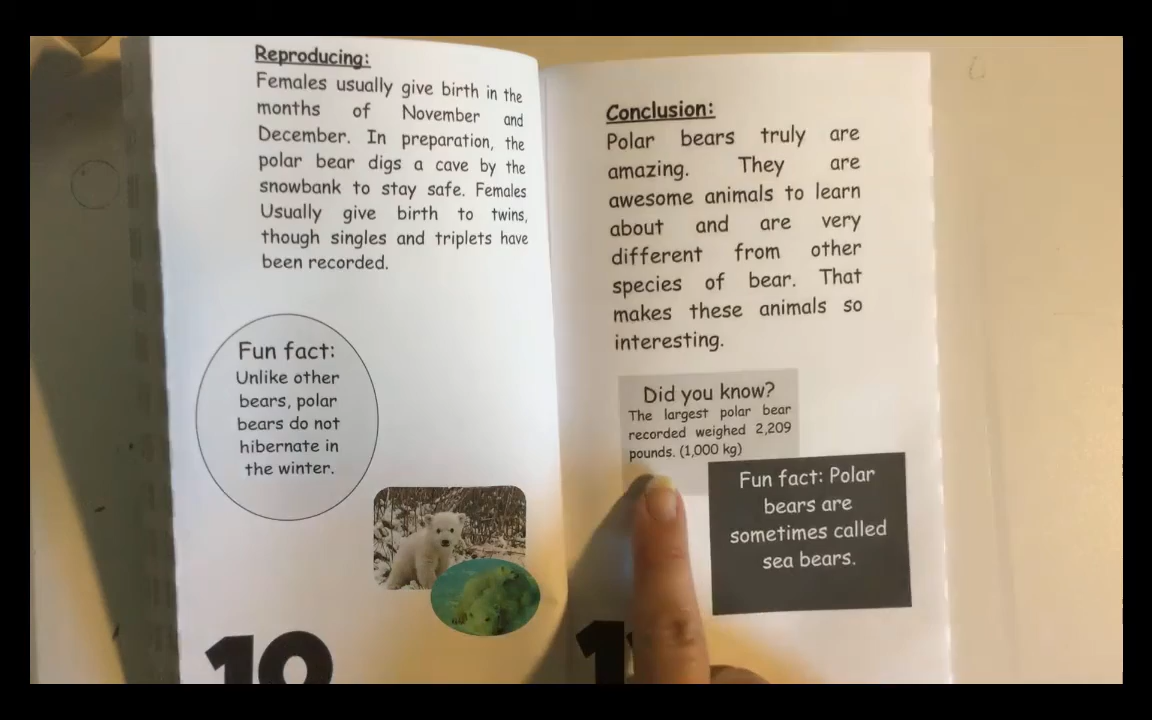 Reproducing:
Females usually give birth in the
months of November and
December. In preparation, the
polar bear digs a cave by the
snowbank to stay safe. Females
Usually give birth to twins,
though singles and triplets have
been recorded.
Fun fact:
Unlike other
bears, polar
bears do not
hibernate in
the winter.
10
Conclusion:
Polar bears truly are
amazing. They are
awesome animals to learn
about and are very
different from other
species of bear. That
makes these animals so
interesting.
Did you know?
The largest polar bear
recorded weighed 2,209
pounds. (1,000 kg)
Fun fact: Polar
bears are
sometimes called
sea bears.